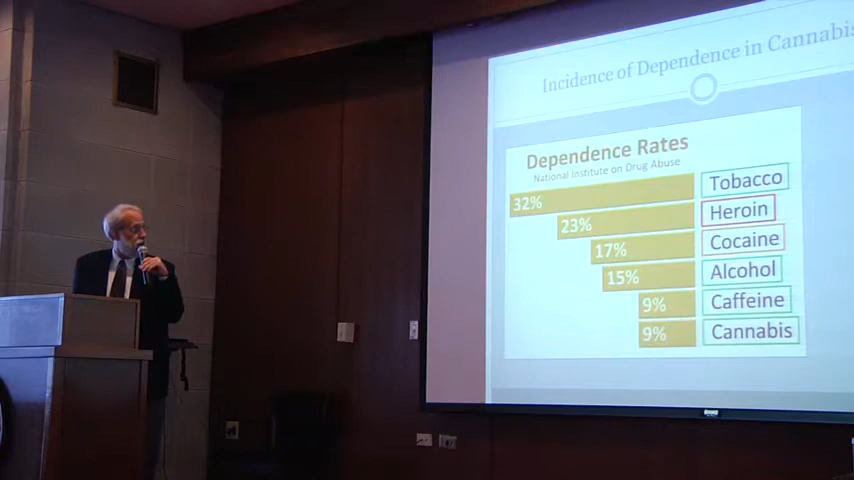 Incidence of Dependence in Cannabis
Dependence Rates
National Institute on Drug Abuse
32% Tobacco
23% Heroin
17% Cocaine
15% Alcohol
9% Caffeine
9% Cannabis